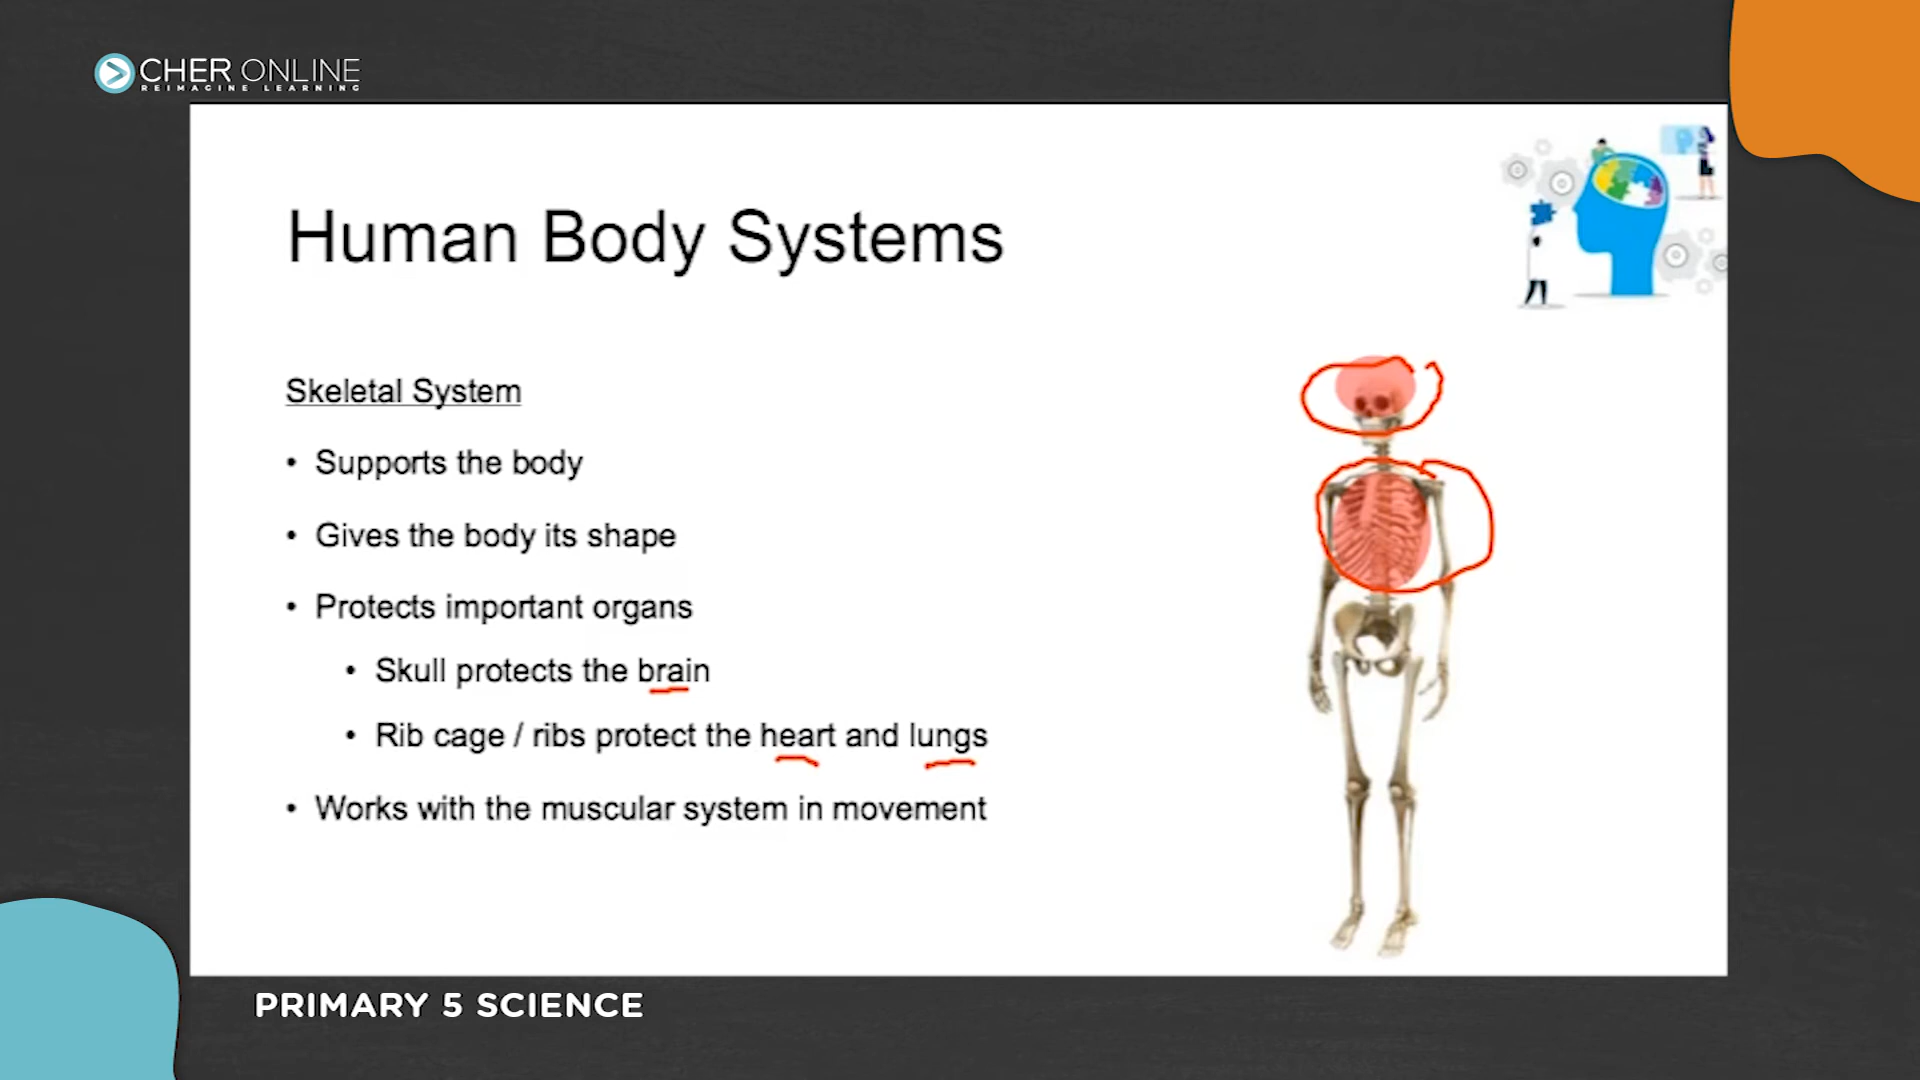 CHER ONLINE
REIMAGINE LEARNING
Human Body Systems
Skeletal System
• Supports the body
• Gives the body its shape
• Protects important organs
• Skull protects the brain
• Rib cage / ribs protect the heart and lungs
• Works with the muscular system in movement
PRIMARY 5 SCIENCE